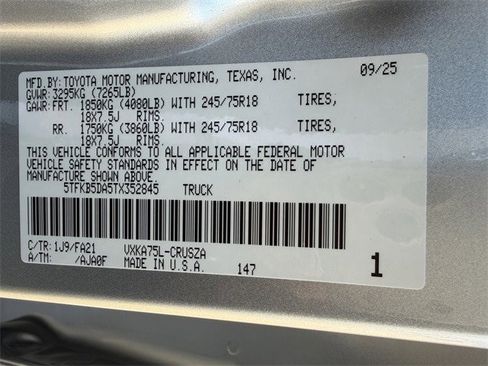 MFD.BY: TOYOTA MOTOR MANUFACTURING, TEXAS, INC. 09/25
GVWR: 3295KG (7265LB)
GAWR: FRT. 1850KG (4080LB) WITH 245/75R18 TIRES,
18X7.5J RIMS.
RR. 1750KG (3860LB) WITH 245/75R18 TIRES,
18X7.5J RIMS.
THIS VEHICLE CONFORMS TO ALL APPLICABLE FEDERAL MOTOR
VEHICLE SAFETY STANDARDS IN EFFECT ON THE DATE OF
MANUFACTURE SHOWN ABOVE.
5TFKB5DA5TX352845 TRUCK
C/TR: 1J9/FA21 VXKA75L-CRUSZA
A/TM: /AJA0F MADE IN U.S.A. 147 1